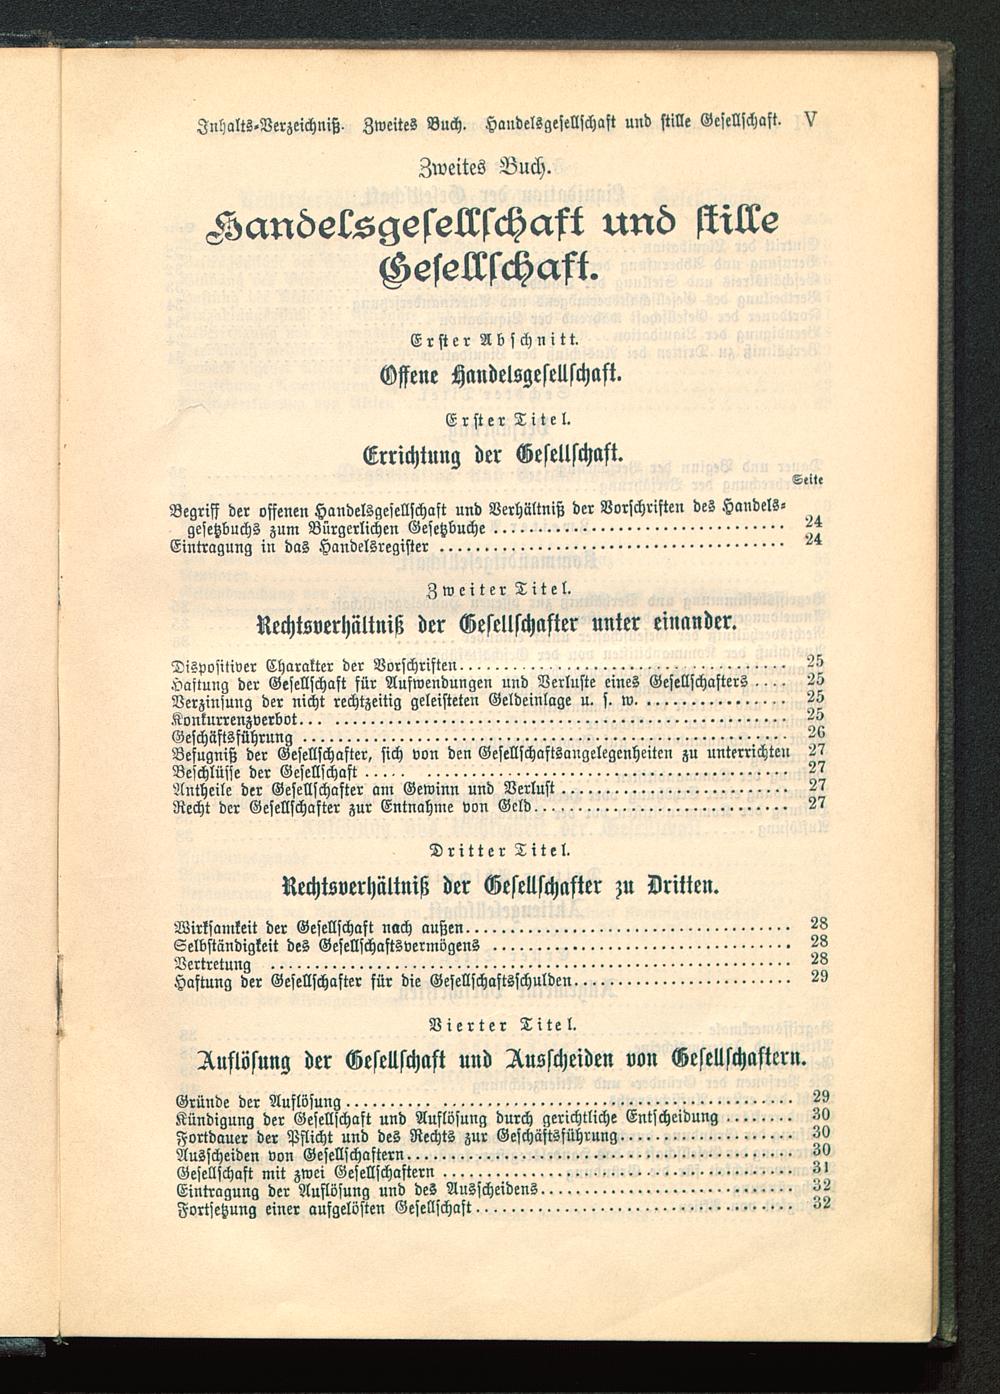 Inhalts-Verzeichniß. Zweites Buch. Handelsgesellschaft und stille Gesellschaft. V
Zweites Buch.
Handelsgesellschaft und stille
Gesellschaft.
Erster Abschnitt.
Offene Handelsgesellschaft.
Erster Titel.
Errichtung der Gesellschaft.
Seite
Begriff der offenen Handelsgesellschaft und Verhältniß der Vorschriften des Handels-
gesetzbuchs zum Bürgerlichen Gesetzbuche ........ 24
Eintragung in das Handelsregister ........ 24
Zweiter Titel.
Rechtsverhältniß der Gesellschafter unter einander.
Dispositiver Charakter der Vorschriften ........ 25
Haftung der Gesellschaft für Aufwendungen und Verluste eines Gesellschafters .... 25
Verzinsung der nicht rechtzeitig geleisteten Geldeinlage u. s. w. ........ 25
Konkurrenzverbot ........ 25
Geschäftsführung ........ 26
Befugniß der Gesellschafter, sich von den Gesellschaftsangelegenheiten zu unterrichten 27
Beschlüsse der Gesellschaft ........ 27
Antheile der Gesellschafter am Gewinn und Verlust ........ 27
Recht der Gesellschafter zur Entnahme von Geld ........ 27
Dritter Titel.
Rechtsverhältniß der Gesellschafter zu Dritten.
Wirksamkeit der Gesellschaft nach außen ........ 28
Selbständigkeit des Gesellschaftsvermögens ........ 28
Vertretung ........ 28
Haftung der Gesellschafter für die Gesellschaftsschulden ........ 29
Vierter Titel.
Auflösung der Gesellschaft und Ausscheiden von Gesellschaftern.
Gründe der Auflösung ........ 29
Kündigung der Gesellschaft und Auflösung durch gerichtliche Entscheidung ........ 30
Fortdauer der Pflicht und des Rechts zur Geschäftsführung ........ 30
Ausscheiden von Gesellschaftern ........ 30
Gesellschaft mit zwei Gesellschaftern ........ 31
Eintragung der Auflösung und des Ausscheidens ........ 32
Fortsetzung einer aufgelösten Gesellschaft ........ 32